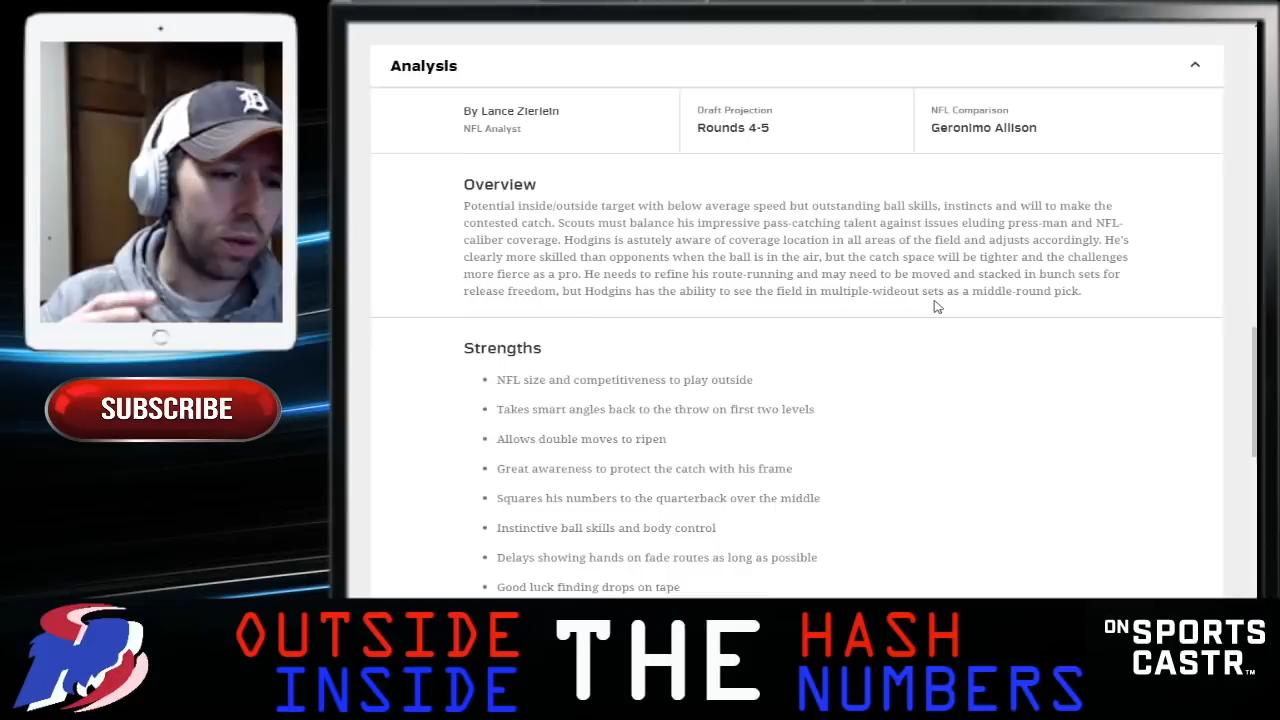 Analysis
By Lance Zierlein
NFL Analyst
Draft Projection
Rounds 4-5
NFL Comparison
Geronimo Allison
Overview
Potential inside/outside target with below average speed but outstanding ball skills, instincts and will to make the
contested catch. Scouts must balance his impressive pass-catching talent against issues eluding press-man and NFL-
caliber coverage. Hodgins is astutely aware of coverage location in all areas of the field and adjusts accordingly. He's
clearly more skilled than opponents when the ball is in the air, but the catch space will be tighter and the challenges
more fierce as a pro. He needs to refine his route-running and may need to be moved and stacked in bunch sets for
release freedom, but Hodgins has the ability to see the field in multiple-wideout sets as a middle-round pick.
Strengths
• NFL size and competitiveness to play outside
• Takes smart angles back to the throw on first two levels
• Allows double moves to ripen
• Great awareness to protect the catch with his frame
• Squares his numbers to the quarterback over the middle
• Instinctive ball skills and body control
• Delays showing hands on fade routes as long as possible
• Good luck finding drops on tape
D
SUBSCRIBE
OUTSIDE THE HASH
INSIDE NUMBERS
ON SPORTS
CASTR™